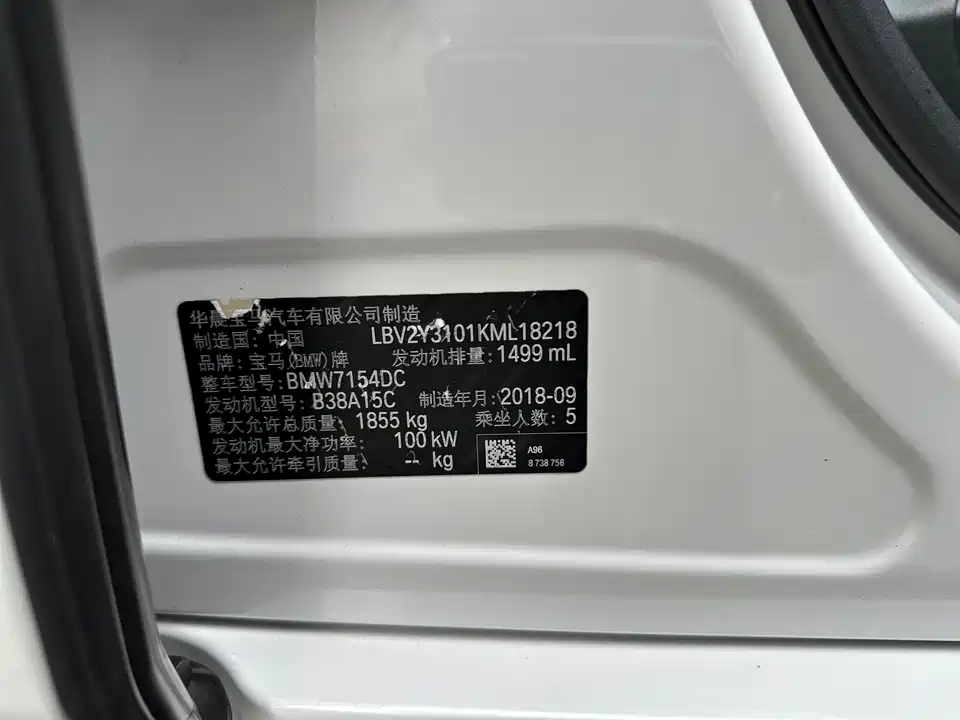 华晨宝马汽车有限公司制造
制造国: 中国 LBV2Y3101KML18218
品牌: 宝马(BMW)牌 发动机排量: 1499 mL
整车型号: BMW7154DC
发动机型号: B38A15C 制造年月: 2018-09
最大允许总质量: 1855 kg 乘坐人数: 5
发动机最大净功率: 100 kW
最大允许牵引质量: -- kg
A96
8 738 756